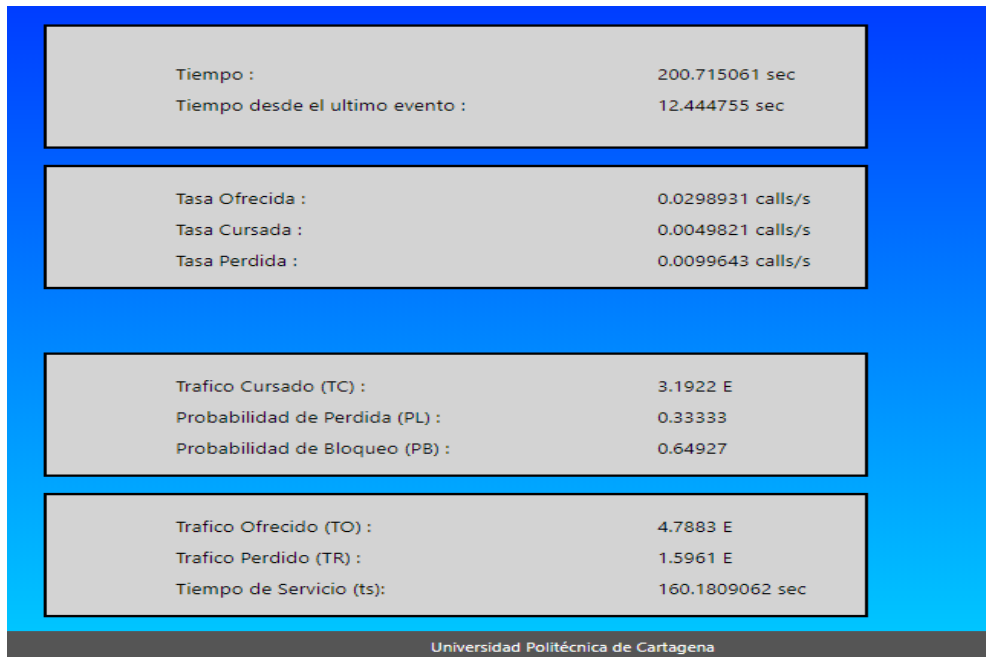 Tiempo : 200.715061 sec
Tiempo desde el ultimo evento : 12.444755 sec
Tasa Ofrecida : 0.0298931 calls/s
Tasa Cursada : 0.0049821 calls/s
Tasa Perdida : 0.0099643 calls/s
Trafico Cursado (TC) : 3.1922 E
Probabilidad de Perdida (PL) : 0.33333
Probabilidad de Bloqueo (PB) : 0.64927
Trafico Ofrecido (TO) : 4.7883 E
Trafico Perdido (TR) : 1.5961 E
Tiempo de Servicio (ts): 160.1809062 sec
Universidad Politécnica de Cartagena